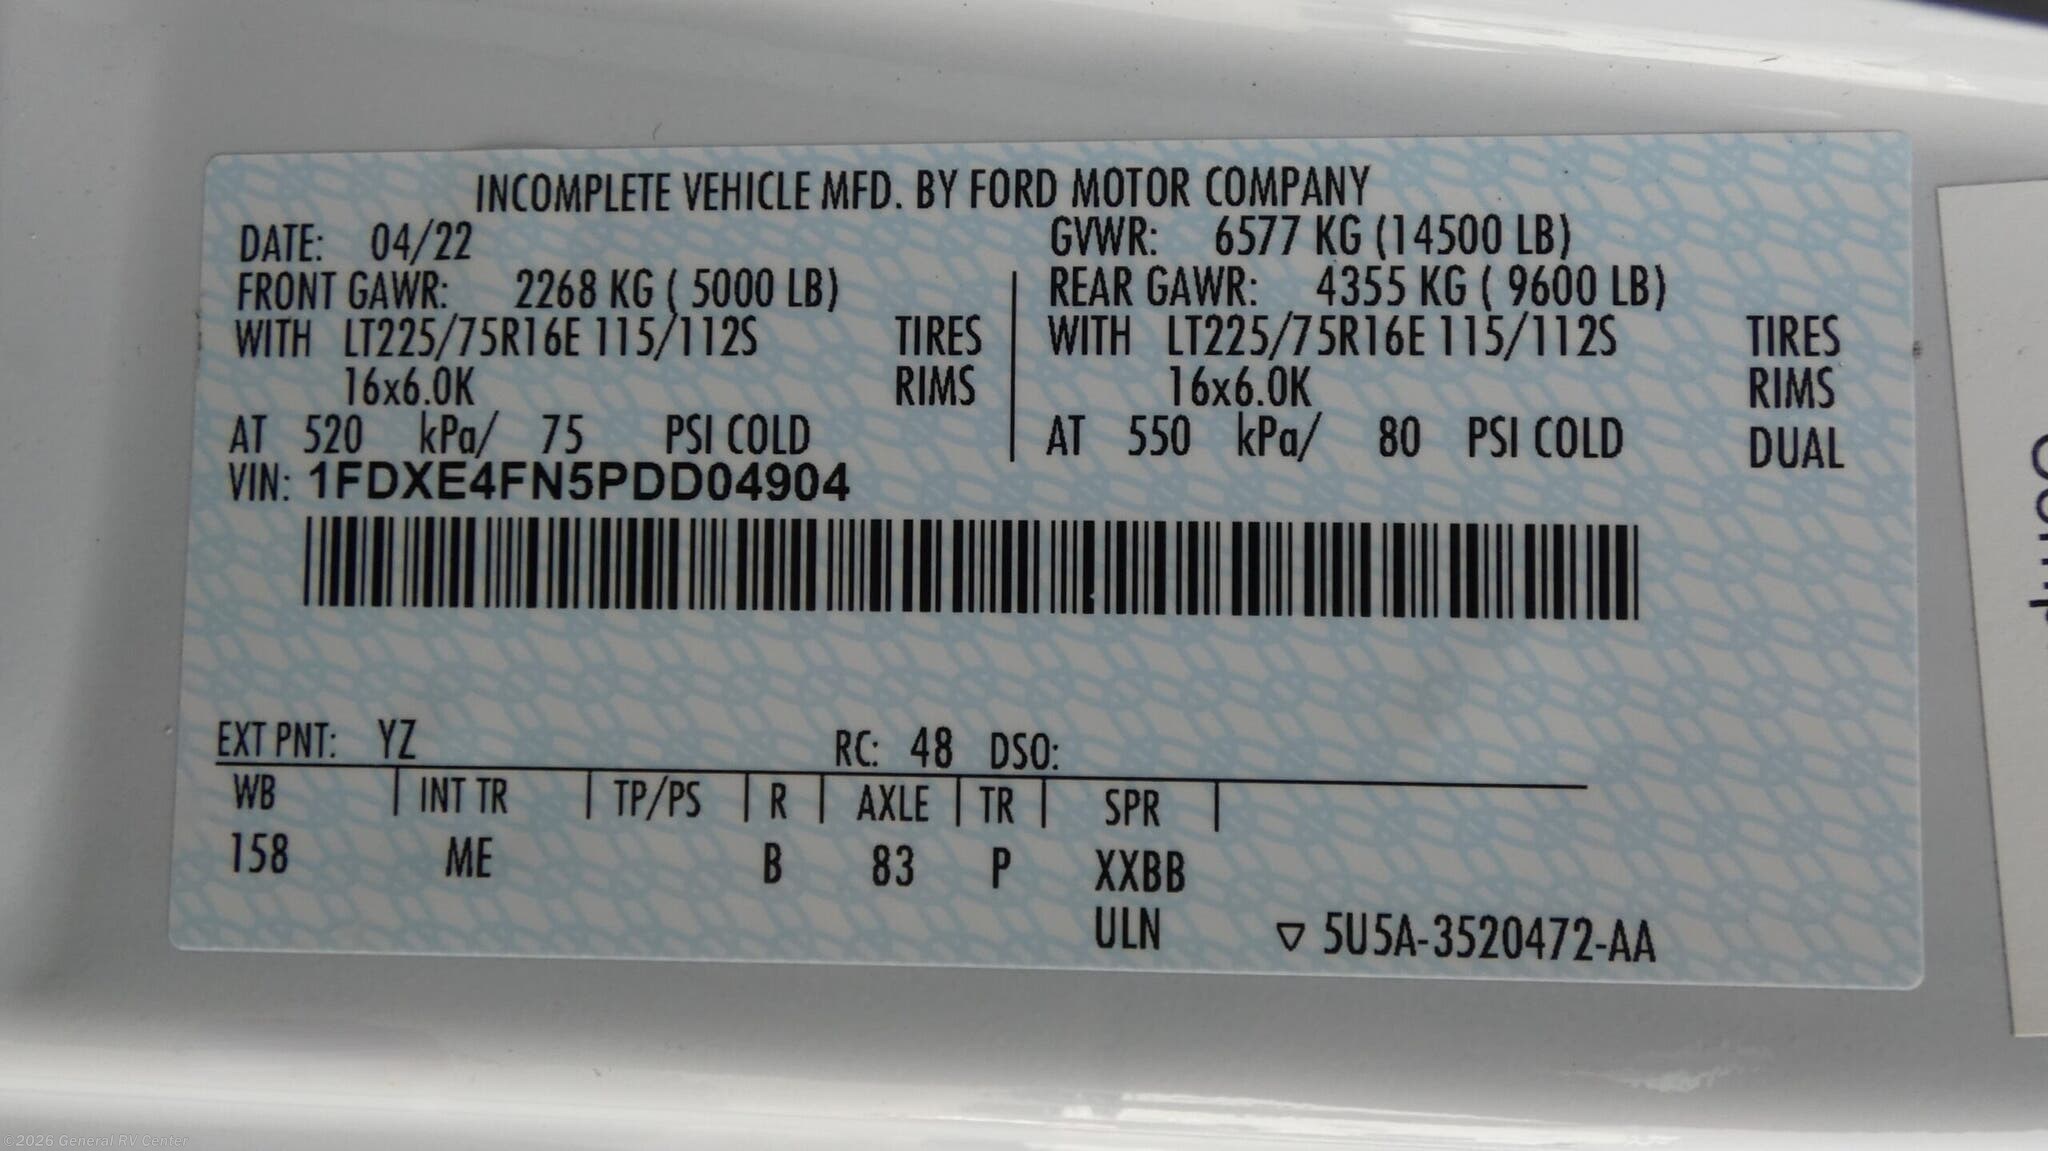 INCOMPLETE VEHICLE MFD. BY FORD MOTOR COMPANY
DATE: 04/22 GVWR: 6577 KG (14500 LB)
FRONT GAWR: 2268 KG ( 5000 LB) REAR GAWR: 4355 KG ( 9600 LB)
WITH LT225/75R16E 115/112S TIRES WITH LT225/75R16E 115/112S TIRES
16x6.0K RIMS 16x6.0K RIMS
AT 520 kPa/ 75 PSI COLD AT 550 kPa/ 80 PSI COLD DUAL
VIN: 1FDXE4FN5PDD04904
EXT PNT: YZ RC: 48 DSO:
WB INT TR TP/PS R AXLE TR SPR
158 ME B 83 P XXBB
ULN ▽ 5U5A-3520472-AA
©2026 General RV Center